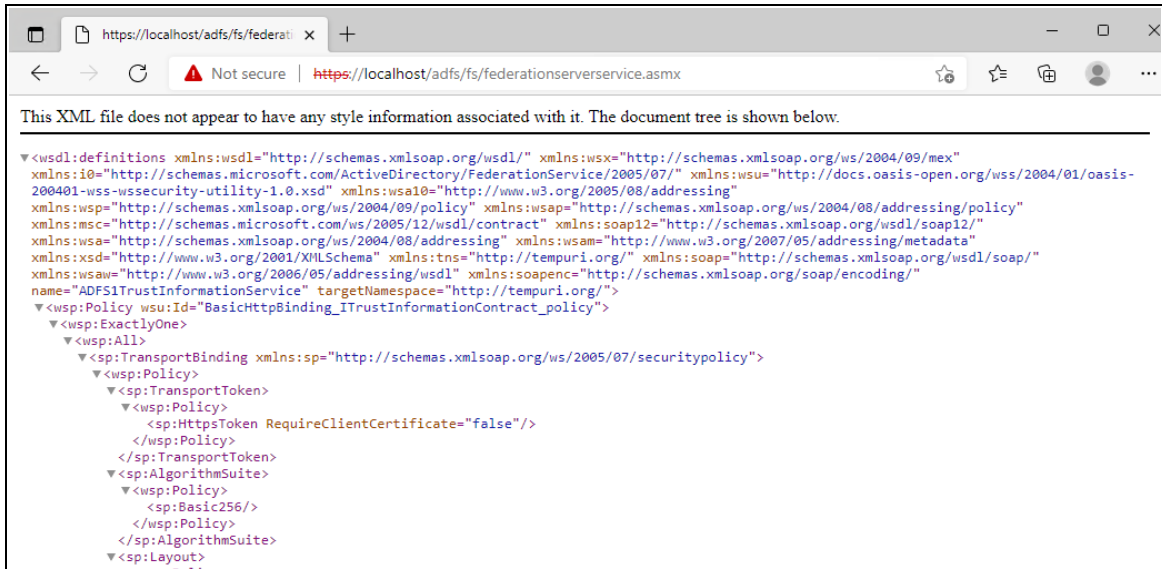 https://localhost/adfs/fs/federati
Not secure https://localhost/adfs/fs/federationserverservice.asmx
This XML file does not appear to have any style information associated with it. The document tree is shown below.
▼<wsdl:definitions xmlns:wsdl="http://schemas.xmlsoap.org/wsdl/" xmlns:wsx="http://schemas.xmlsoap.org/ws/2004/09/mex"
xmlns:i0="http://schemas.microsoft.com/ActiveDirectory/FederationService/2005/07/" xmlns:wsu="http://docs.oasis-open.org/wss/2004/01/oasis-
200401-wss-wssecurity-utility-1.0.xsd" xmlns:wsa10="http://www.w3.org/2005/08/addressing"
xmlns:wsp="http://schemas.xmlsoap.org/ws/2004/09/policy" xmlns:wsap="http://schemas.xmlsoap.org/ws/2004/08/addressing/policy"
xmlns:msc="http://schemas.microsoft.com/ws/2005/12/wsdl/contract" xmlns:soap12="http://schemas.xmlsoap.org/wsdl/soap12/"
xmlns:wsa="http://schemas.xmlsoap.org/ws/2004/08/addressing" xmlns:wsam="http://www.w3.org/2007/05/addressing/metadata"
xmlns:xsd="http://www.w3.org/2001/XMLSchema" xmlns:tns="http://tempuri.org/" xmlns:soap="http://schemas.xmlsoap.org/wsdl/soap/"
xmlns:wsaw="http://www.w3.org/2006/05/addressing/wsdl" xmlns:soapenc="http://schemas.xmlsoap.org/soap/encoding/"
name="ADFS1TrustInformationService" targetNamespace="http://tempuri.org/">
▼<wsp:Policy wsu:Id="BasicHttpBinding_ITrustInformationContract_policy">
▼<wsp:ExactlyOne>
▼<wsp:All>
▼<sp:TransportBinding xmlns:sp="http://schemas.xmlsoap.org/ws/2005/07/securitypolicy">
▼<wsp:Policy>
▼<sp:TransportToken>
▼<wsp:Policy>
<sp:HttpsToken RequireClientCertificate="false"/>
</wsp:Policy>
</sp:TransportToken>
▼<sp:AlgorithmSuite>
▼<wsp:Policy>
<sp:Basic256/>
</wsp:Policy>
</sp:AlgorithmSuite>
▼<sp:Layout>